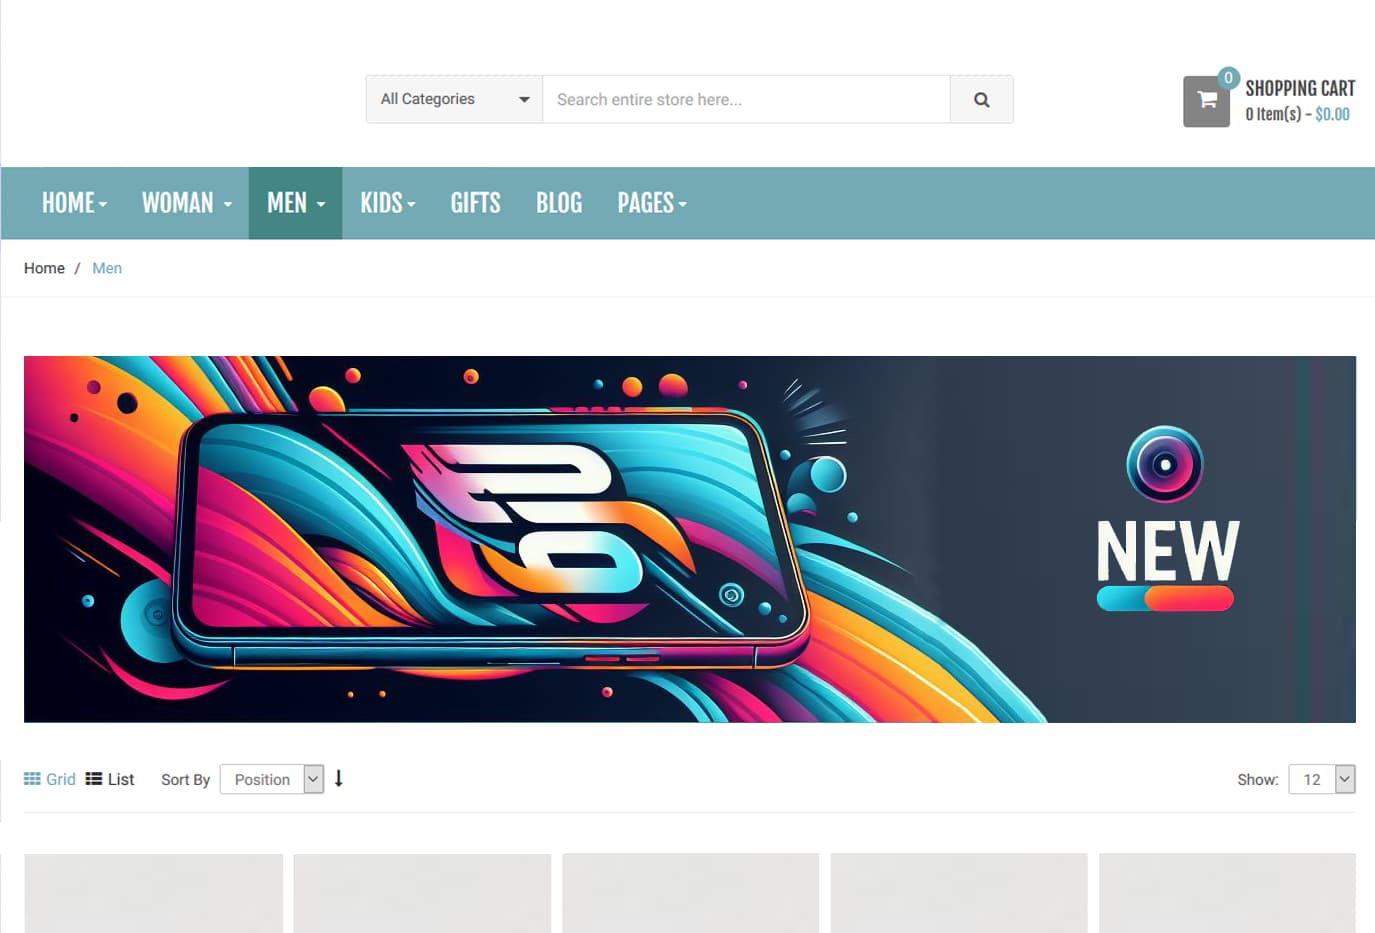 All Categories
Search entire store here...
0
SHOPPING CART
0 Item(s) - $0.00
HOME
WOMAN
MEN
KIDS
GIFTS
BLOG
PAGES
Home / Men
NEW
Grid
List
Sort By
Position
Show:
12